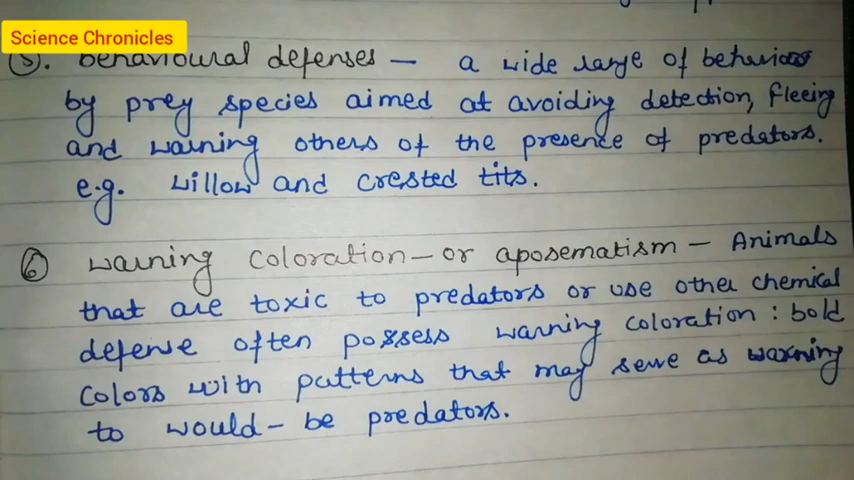 Science Chronicles
5. Behavioural defenses — a wide range of behaviors
by prey species aimed at avoiding detection, fleeing
and warning others of the presence of predators.
e.g. willow and crested tits.
6 Warning coloration — or aposematism — Animals
that are toxic to predators or use other chemical
defense often possess warning coloration : bold
colors with patterns that may serve as warning
to would - be predators.